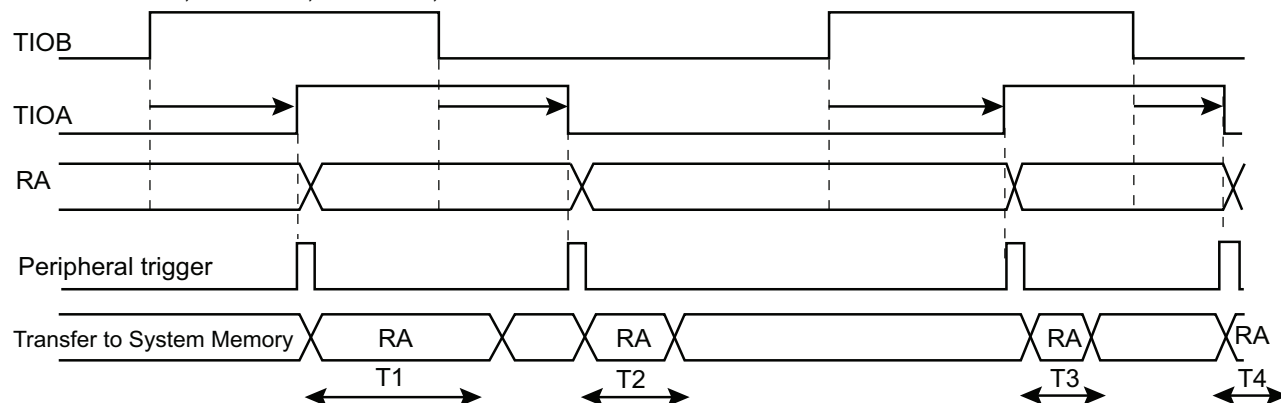 TIOB
TIOA
RA
Peripheral trigger
Transfer to System Memory RA RA RA RA
T1 T2 T3 T4